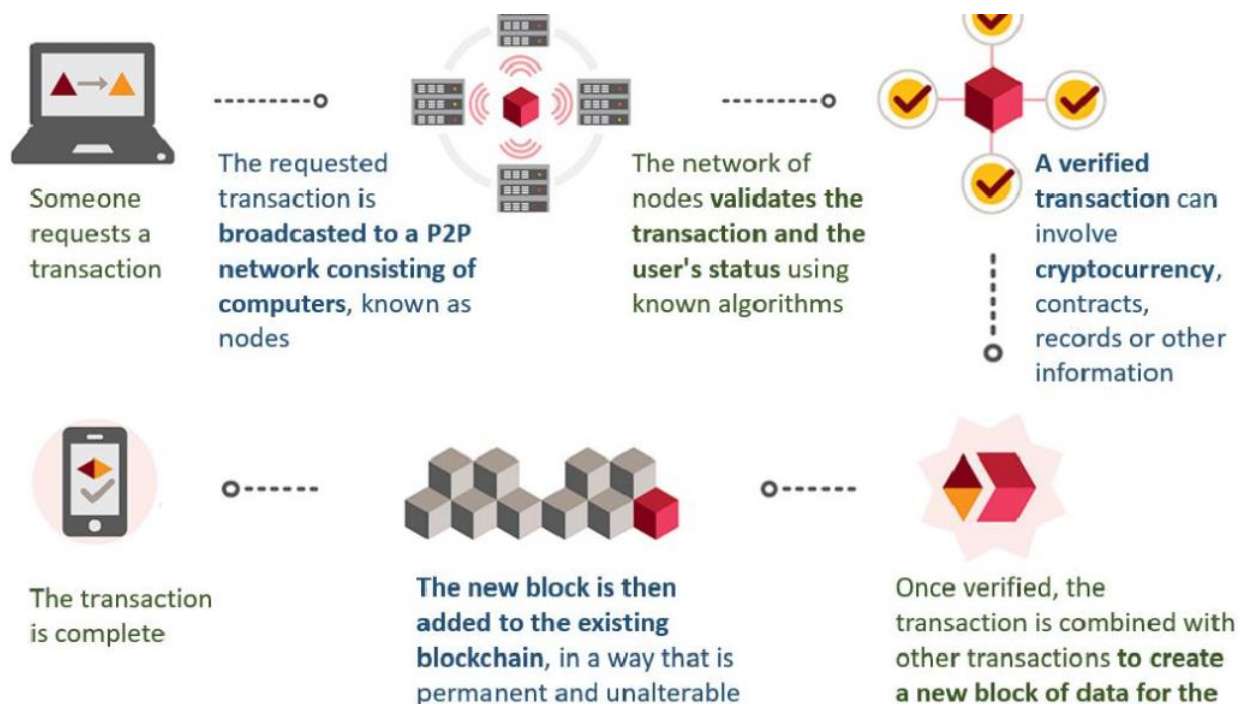 Someone
requests a
transaction
The requested
transaction is
broadcasted to a P2P
network consisting of
computers, known as
nodes
The network of
nodes validates the
transaction and the
user's status using
known algorithms
A verified
transaction can
involve
cryptocurrency,
contracts,
records or other
information
Once verified, the
transaction is combined with
other transactions to create
a new block of data for the
The new block is then
added to the existing
blockchain, in a way that is
permanent and unalterable
The transaction
is complete